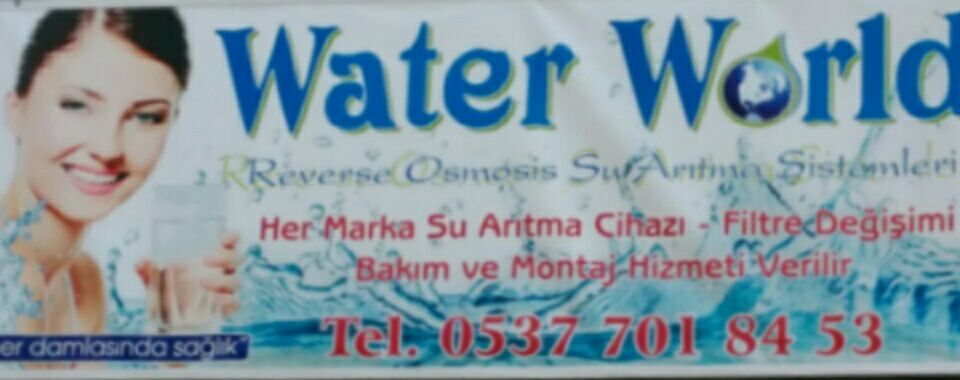 Water World
Reverse Osmosis Su Arıtma Sistemleri
Her Marka Su Arıtma Cihazı - Filtre Değişimi
Bakım ve Montaj Hizmeti Verilir
Tel. 0537 701 84 53
er damlasında sağlık"